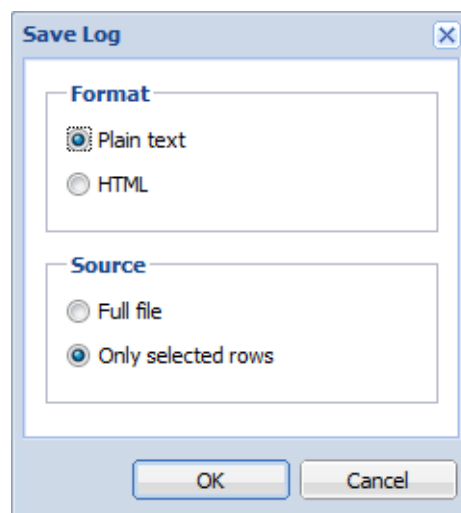 Save Log
Format
Plain text
HTML
Source
Full file
Only selected rows
OK
Cancel